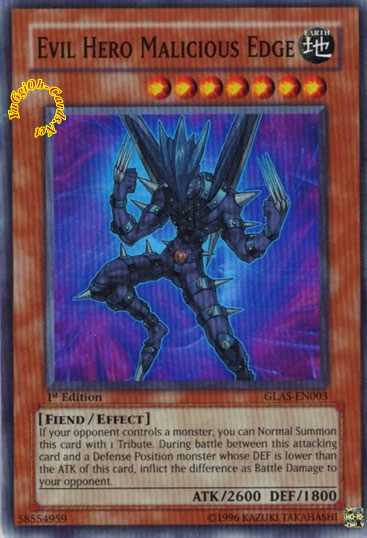 EVIL HERO MALICIOUS EDGE
EARTH
地
YuGgiOh-Cards.Net
1st Edition
GLAS-EN003
[FIEND/EFFECT]
If your opponent controls a monster, you can Normal Summon
this card with 1 Tribute. During battle between this attacking
card and a Defense Position monster whose DEF is lower than
the ATK of this card, inflict the difference as Battle Damage to
your opponent.
ATK/2600 DEF/1800
58554959
©1996 KAZUKI TAKAHASHI